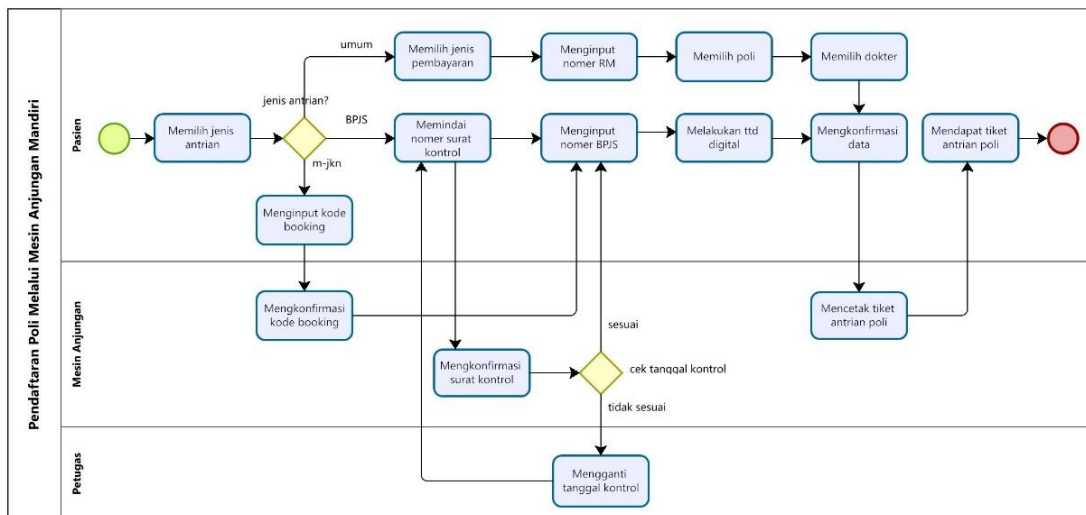 Pendaftaran Poli Melalui Mesin Anjungan Mandiri
Pasien
umum
Memilih jenis
pembayaran
Menginput
nomer RM
Memilih poli
Memilih dokter
jenis antrian?
BPJS
Memilih jenis
antrian
Memindai
nomer surat
kontrol
Menginput
nomer BPJS
Melakukan ttd
digital
Mengkonfirmasi
data
Mendapat tiket
antrian poli
m-jkn
Menginput kode
booking
Mesin Anjungan
Mengkonfirmasi
kode booking
Mencetak tiket
antrian poli
sesuai
Mengkonfirmasi
surat kontrol
cek tanggal kontrol
tidak sesuai
Petugas
Mengganti
tanggal kontrol